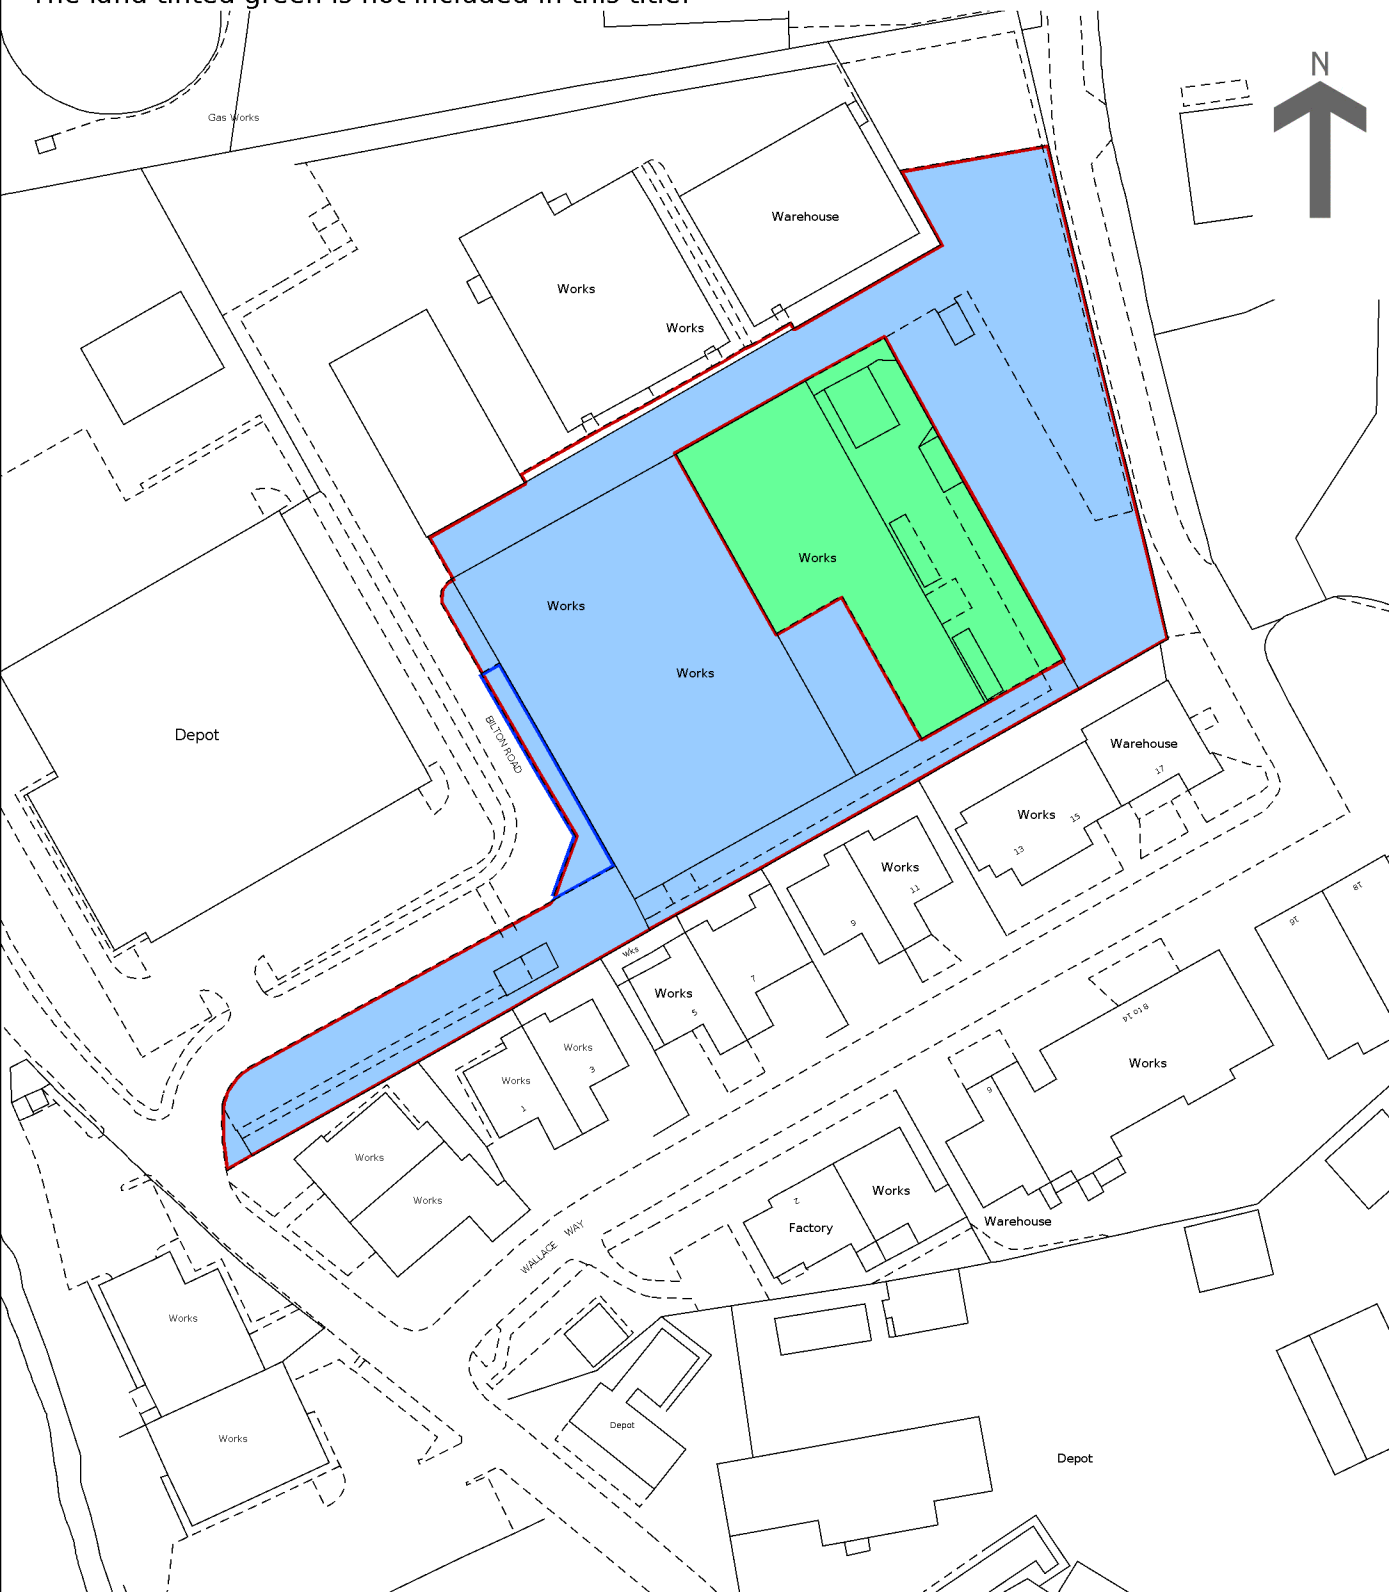 The land tinted green is not included in this title.
N
Gas Works
Warehouse
Works
Works
Works
Works
Works
BILTON ROAD
Depot
Warehouse
17
Works
15
13
Works
11
9
18
16
Wks
7
Works
5
8 to 14
Works
Works
3
Works
1
6
Works
Works
Works
2
Factory
Warehouse
WALLACE WAY
Works
Depot
Works
Depot